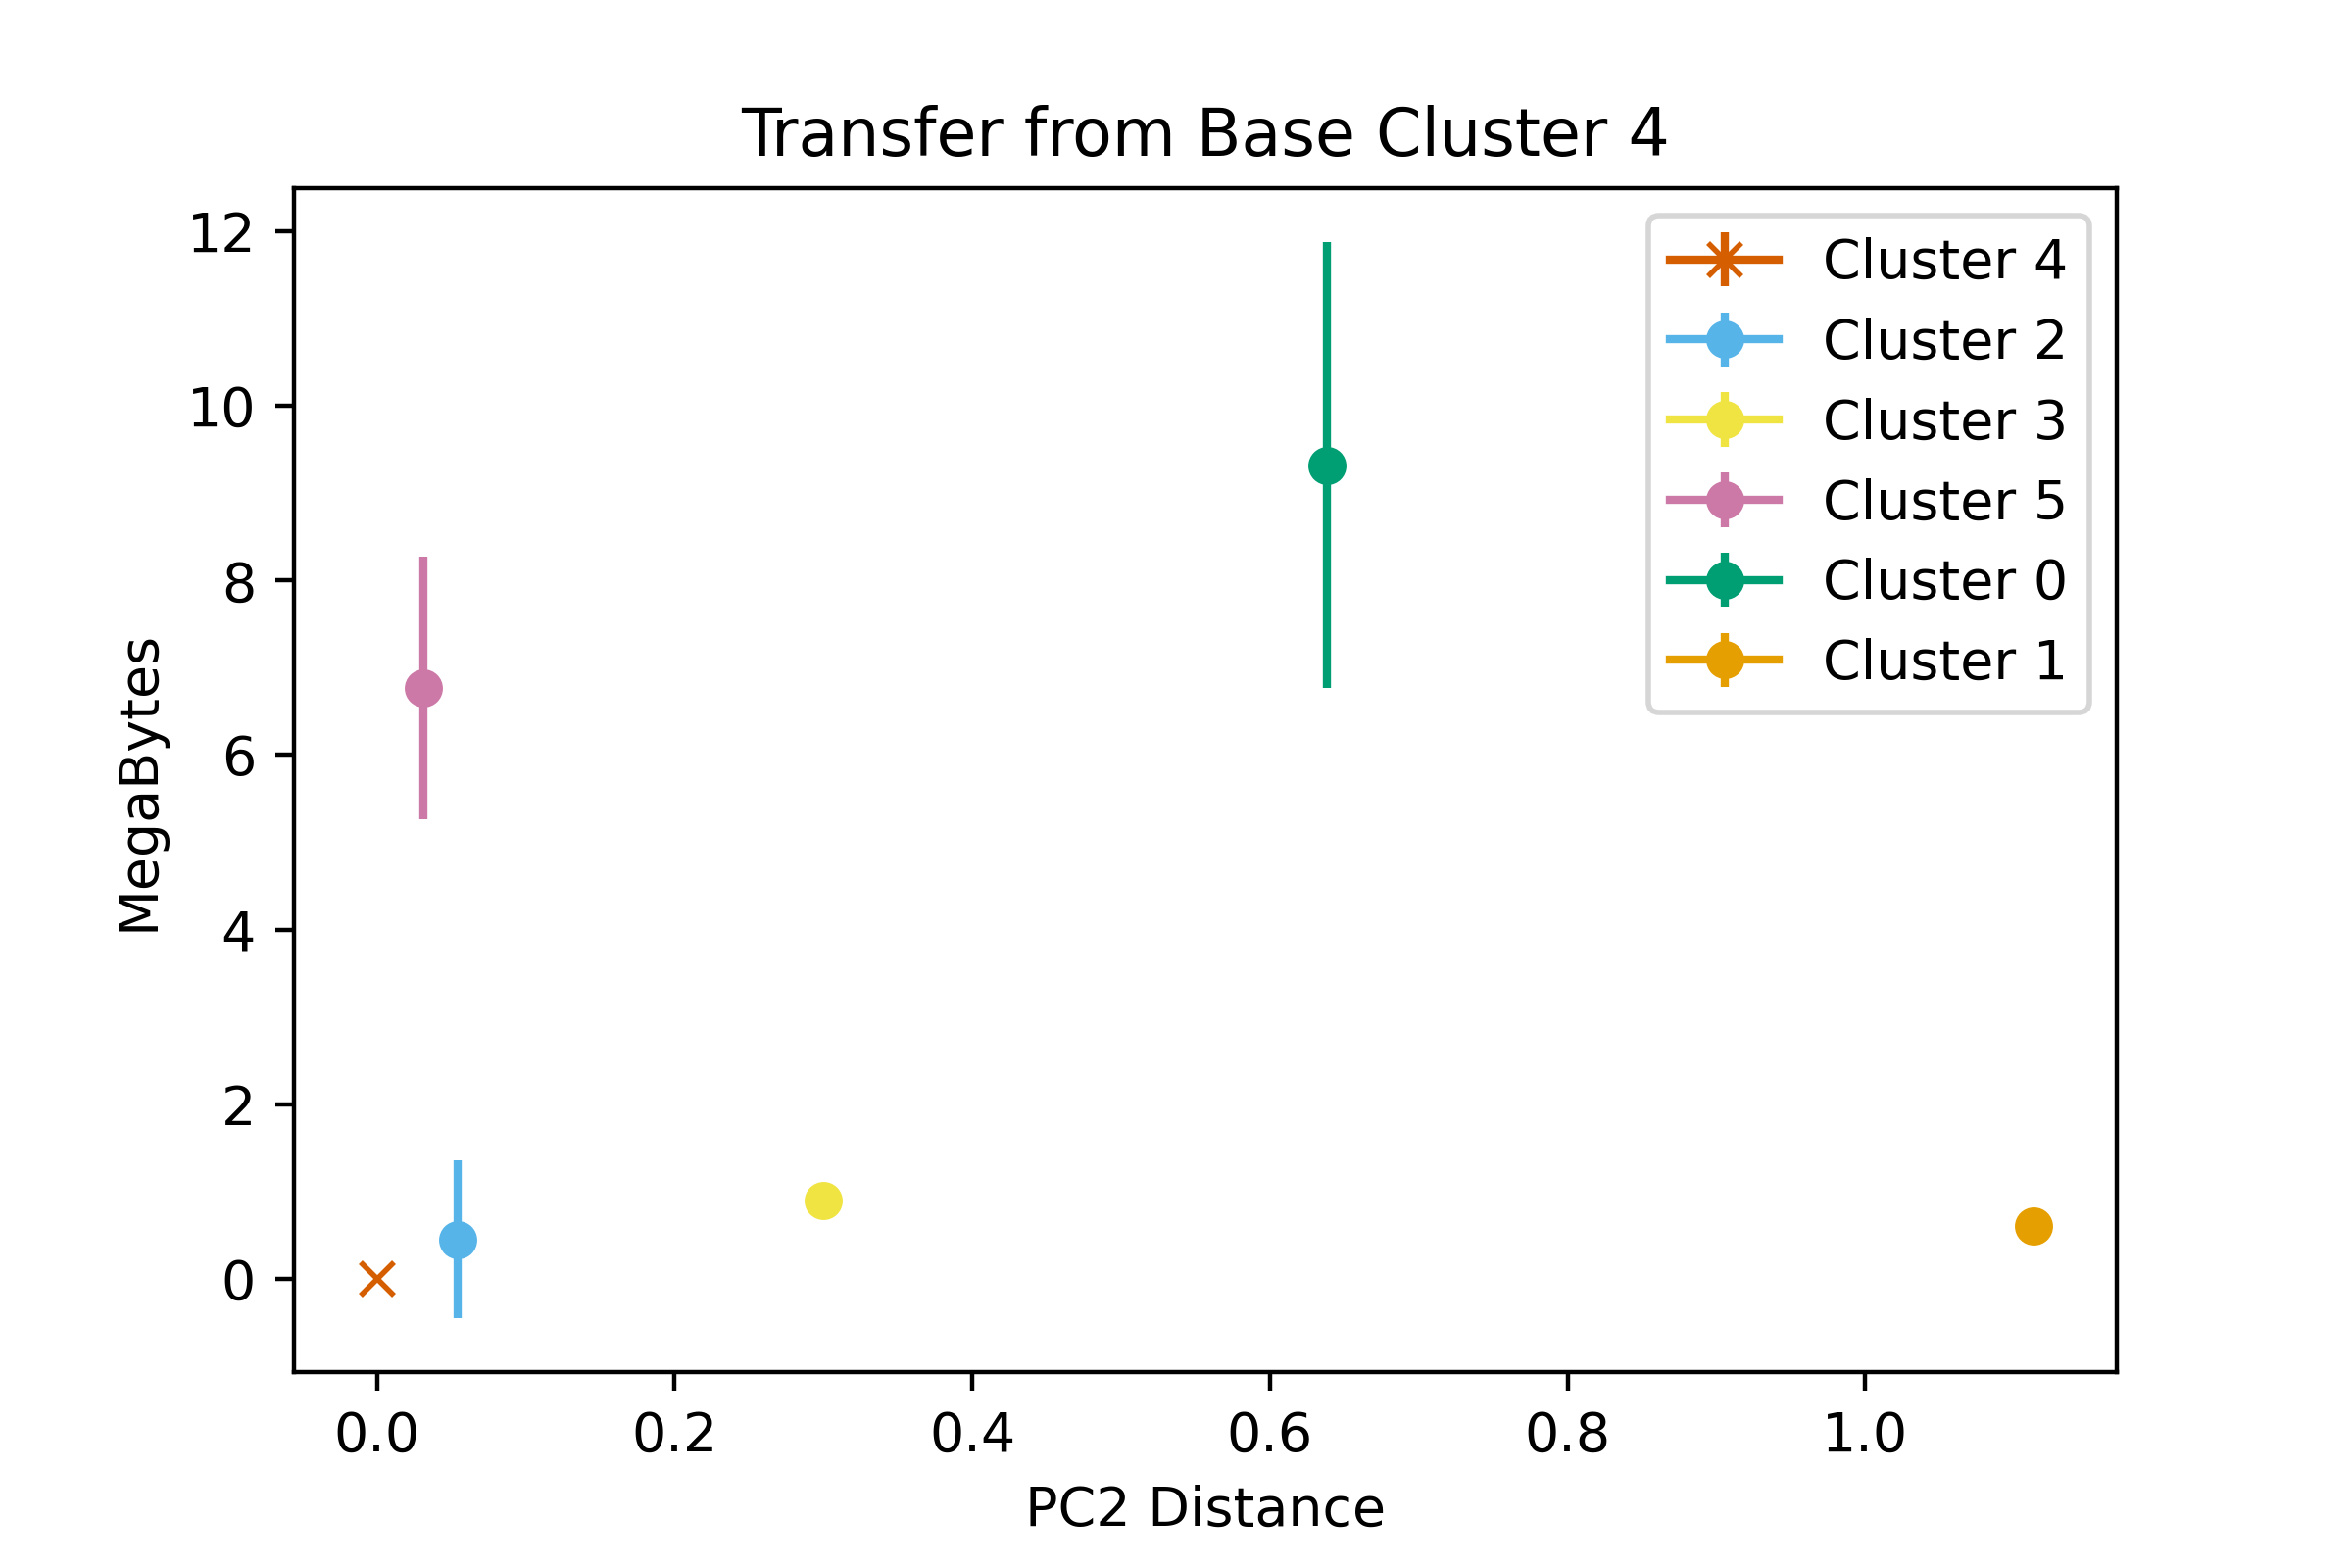 Transfer from Base Cluster 4
12
10
8
6
4
2
0
MegaBytes
Cluster 4
Cluster 2
Cluster 3
Cluster 5
Cluster 0
Cluster 1
0.0 0.2 0.4 0.6 0.8 1.0
PC2 Distance